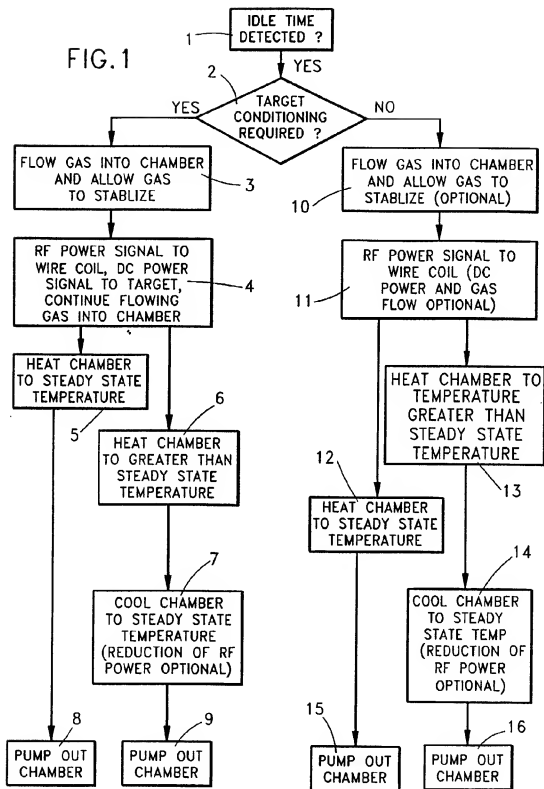 FIG.1
1
IDLE TIME
DETECTED ?
YES
2
YES
TARGET
CONDITIONING
REQUIRED ?
NO
FLOW GAS INTO CHAMBER
AND ALLOW GAS
TO STABLIZE
3
FLOW GAS INTO CHAMBER
AND ALLOW GAS TO
STABLIZE (OPTIONAL)
10
RF POWER SIGNAL TO
WIRE COIL, DC POWER
SIGNAL TO TARGET,
CONTINUE FLOWING
GAS INTO CHAMBER
4
RF POWER SIGNAL TO
WIRE COIL (DC
POWER AND GAS
FLOW OPTIONAL)
11
HEAT CHAMBER
TO STEADY STATE
TEMPERATURE
5
6
HEAT CHAMBER
TO GREATER THAN
STEADY STATE
TEMPERATURE
HEAT CHAMBER TO
TEMPERATURE
GREATER THAN
STEADY STATE
TEMPERATURE
13
12
HEAT CHAMBER
TO STEADY STATE
TEMPERATURE
7
COOL CHAMBER
TO STEADY STATE
TEMPERATURE
(REDUCTION OF RF
POWER OPTIONAL)
14
COOL CHAMBER
TO STEADY
STATE TEMP
(REDUCTION OF
RF POWER
OPTIONAL)
8
PUMP OUT
CHAMBER
9
PUMP OUT
CHAMBER
15
PUMP OUT
CHAMBER
16
PUMP OUT
CHAMBER